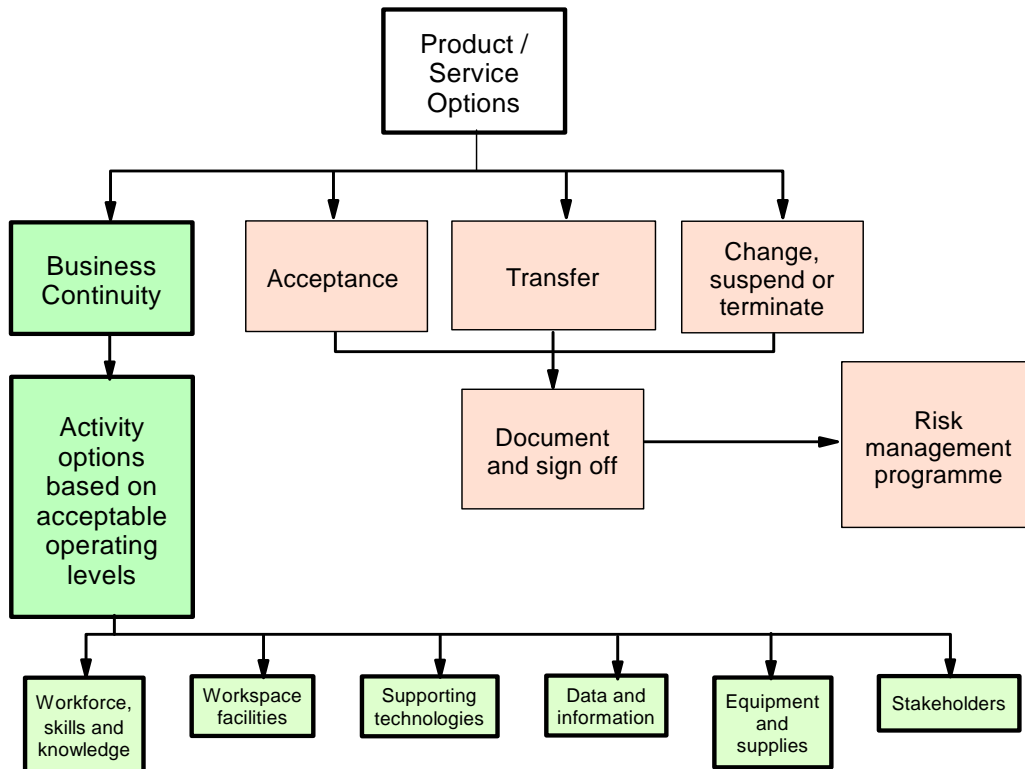 Product /
Service
Options
Business
Continuity
Acceptance
Transfer
Change,
suspend or
terminate
Activity
options
based on
acceptable
operating
levels
Document
and sign off
Risk
management
programme
Workforce,
skills and
knowledge
Workspace
facilities
Supporting
technologies
Data and
information
Equipment
and
supplies
Stakeholders